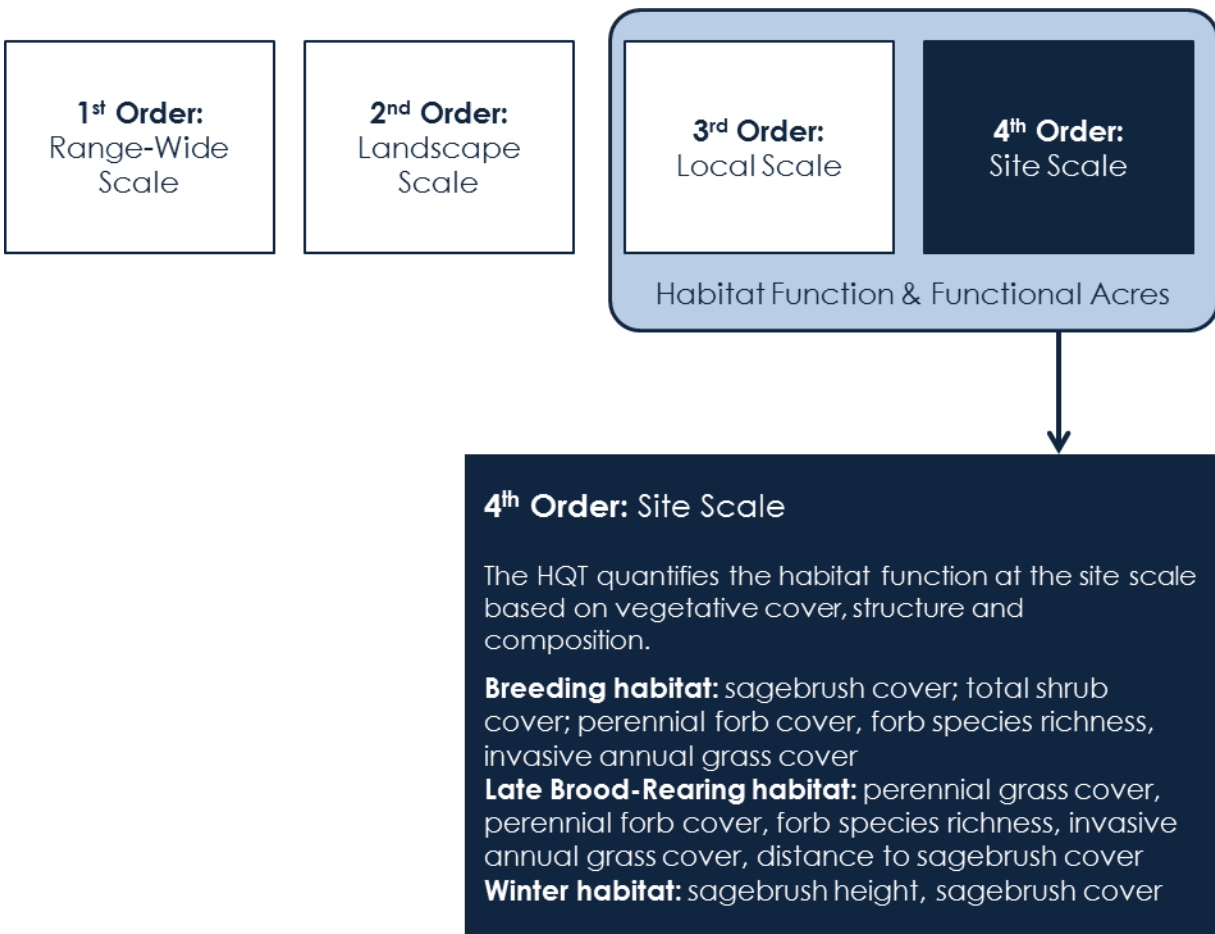 1st Order:
Range-Wide
Scale
2nd Order:
Landscape
Scale
3rd Order:
Local Scale
4th Order:
Site Scale
Habitat Function & Functional Acres
4th Order: Site Scale
The HQT quantifies the habitat function at the site scale
based on vegetative cover, structure and
composition.
Breeding habitat: sagebrush cover; total shrub
cover; perennial forb cover, forb species richness,
invasive annual grass cover
Late Brood-Rearing habitat: perennial grass cover,
perennial forb cover, forb species richness, invasive
annual grass cover, distance to sagebrush cover
Winter habitat: sagebrush height, sagebrush cover